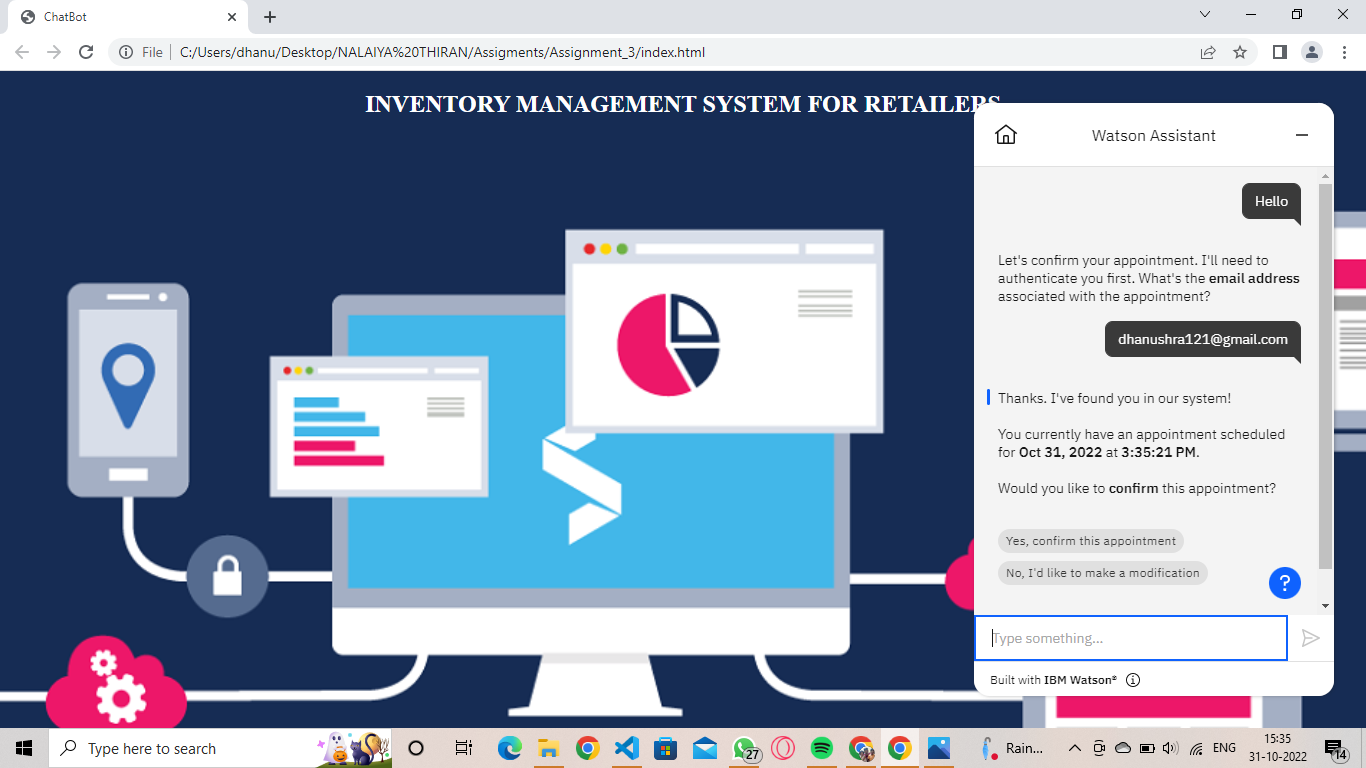 ChatBot
File
C:/Users/dhanu/Desktop/NALAIYA%20THIRAN/Assigments/Assignment_3/index.html
INVENTORY MANAGEMENT SYSTEM FOR RETAILERS
Watson Assistant
Hello
Let's confirm your appointment. I'll need to
authenticate you first. What's the email address
associated with the appointment?
dhanushra121@gmail.com
Thanks. I've found you in our system!
You currently have an appointment scheduled
for Oct 31, 2022 at 3:35:21 PM.
Would you like to confirm this appointment?
Yes, confirm this appointment
No, I'd like to make a modification
?
Type something...
Built with IBM Watson®
Type here to search
27
Rain...
ENG
15:35
31-10-2022
14